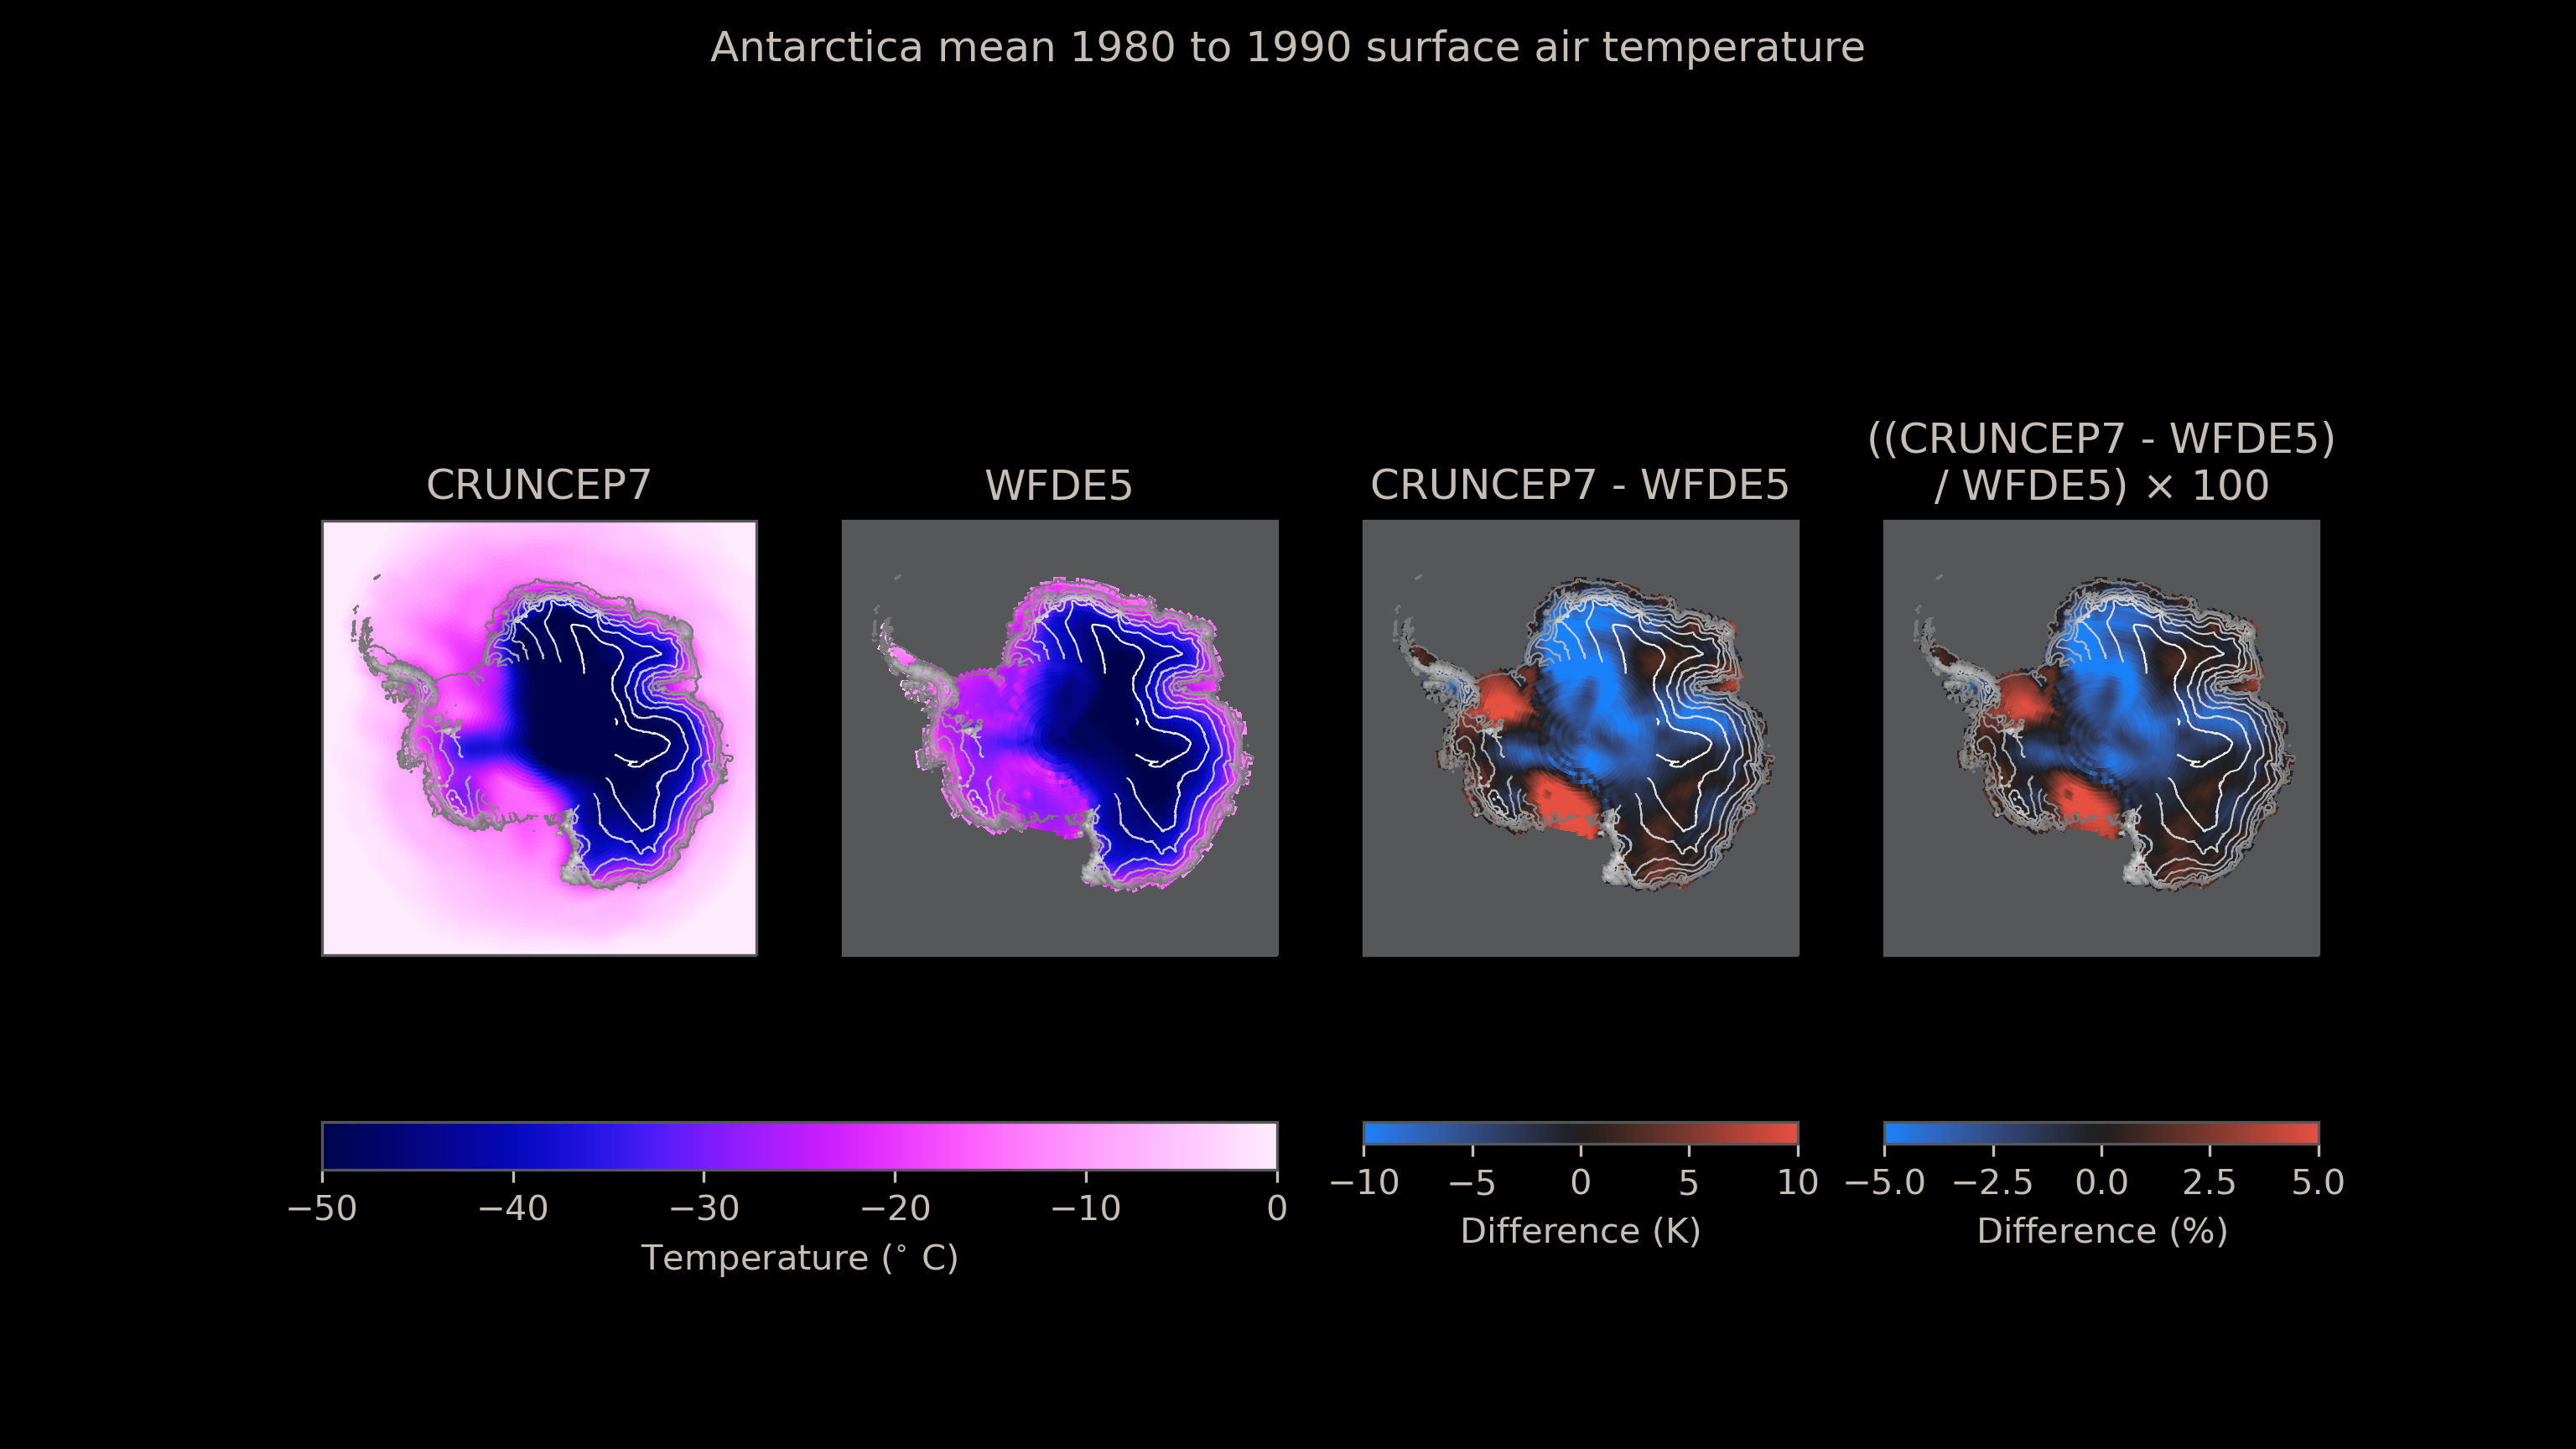 Antarctica mean 1980 to 1990 surface air temperature
CRUNCEP7
WFDE5
CRUNCEP7 - WFDE5
((CRUNCEP7 - WFDE5)
/ WFDE5) × 100
−50 −40 −30 −20 −10 0
Temperature (° C)
−10 −5 0 5 10
Difference (K)
−5.0 −2.5 0.0 2.5 5.0
Difference (%)